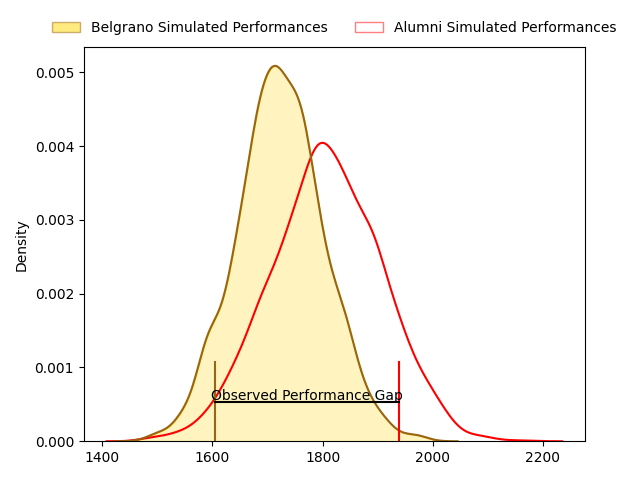 Belgrano Simulated Performances
Alumni Simulated Performances
0.005
0.004
0.003
0.002
0.001
0.000
Density
Observed Performance Gap
1400
1600
1800
2000
2200